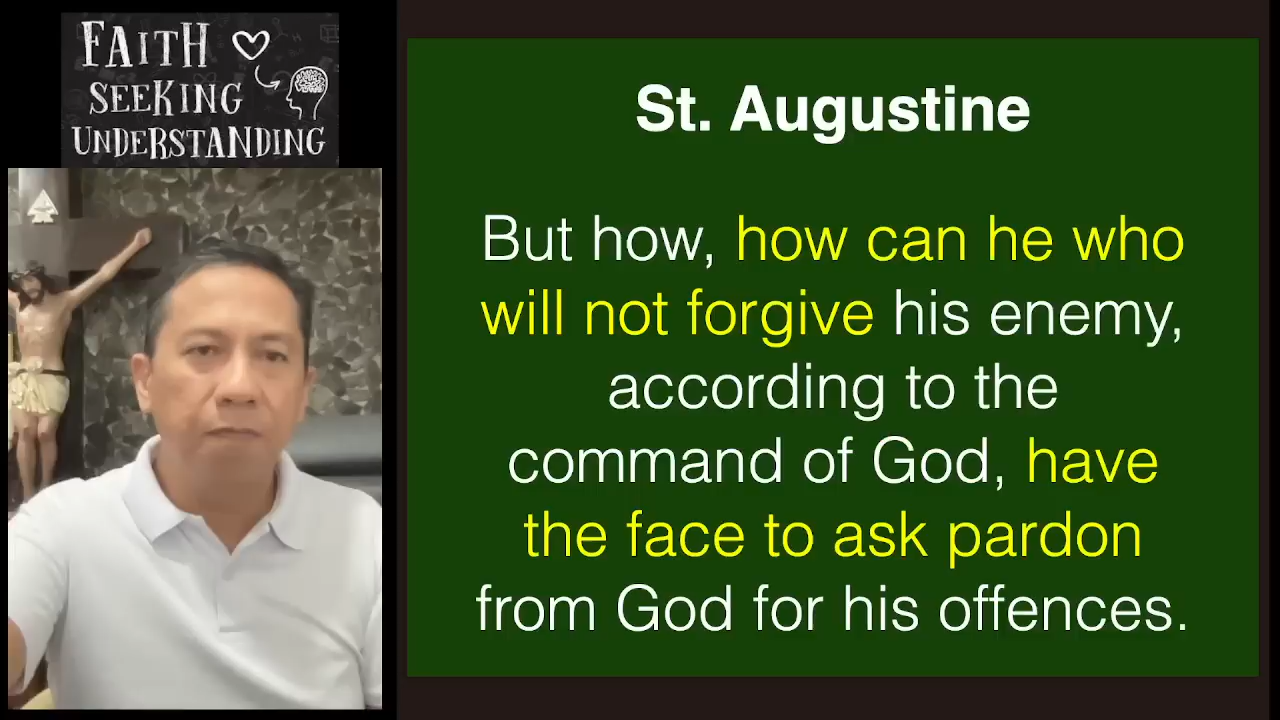 FAITH
SEEKING
UNDERSTANDING
St. Augustine
But how, how can he who
will not forgive his enemy,
according to the
command of God, have
the face to ask pardon
from God for his offences.